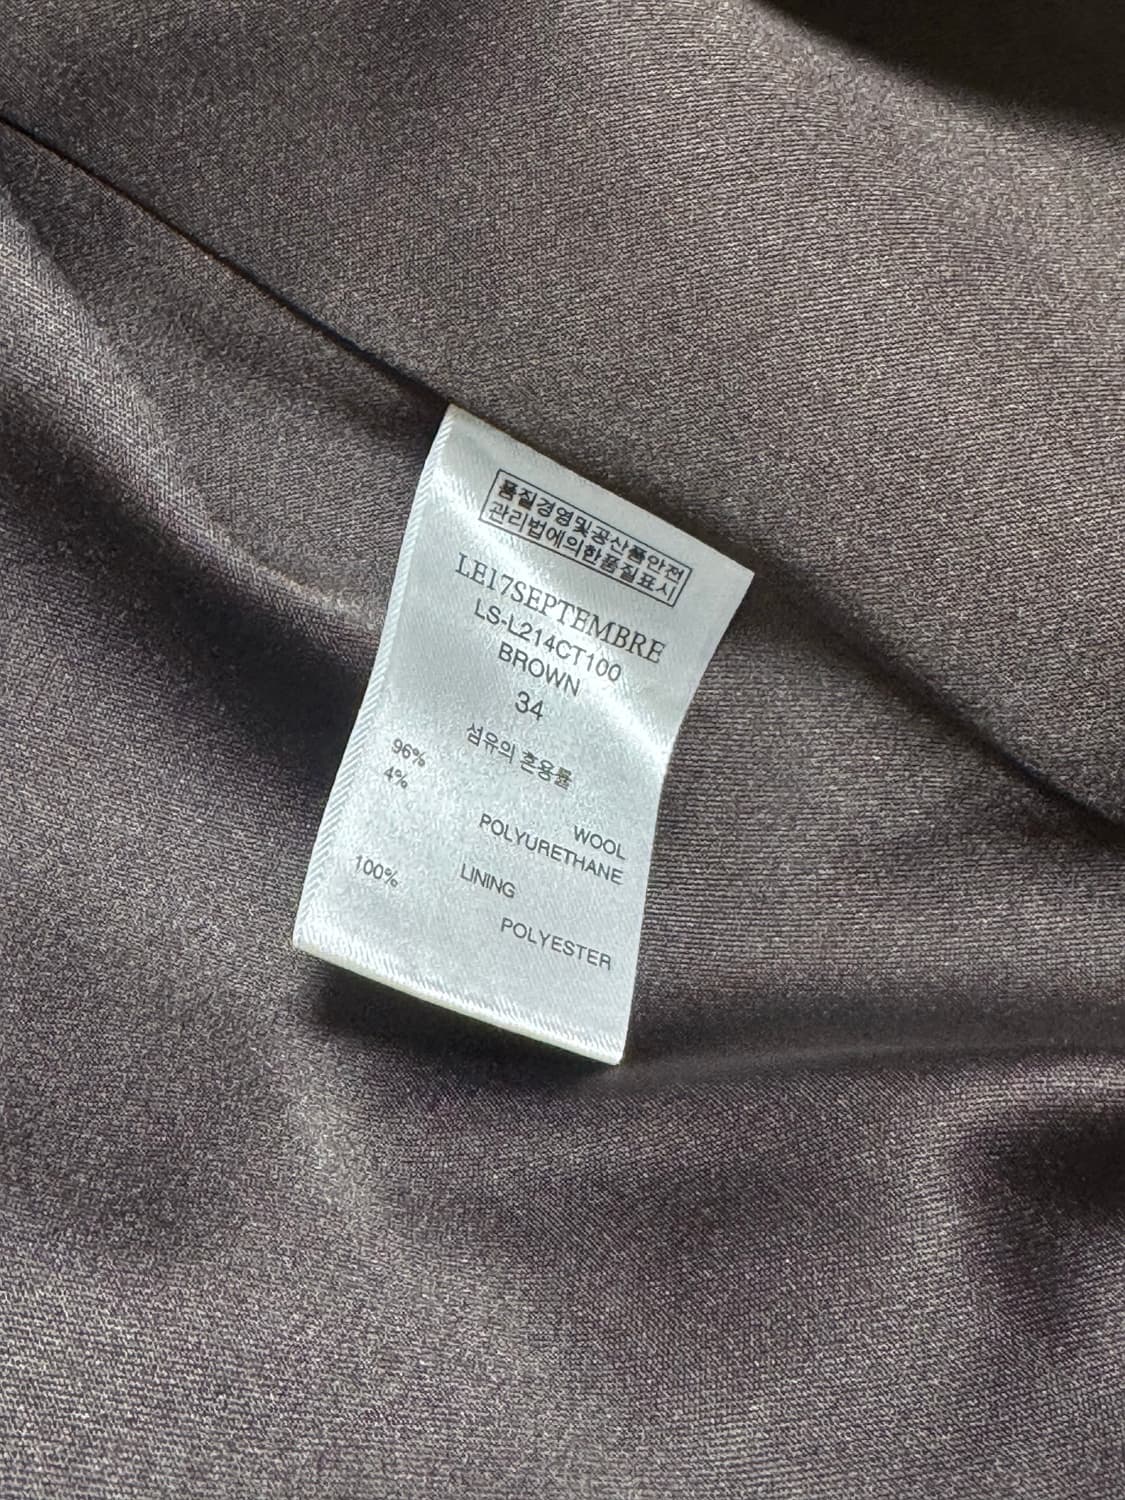 품질경영및공산품안전
관리법에의한품질표시
LE17SEPTEMBRE
LS-L214CT100
BROWN
34
섬유의 혼용률
96% WOOL
4% POLYURETHANE
LINING
100% POLYESTER